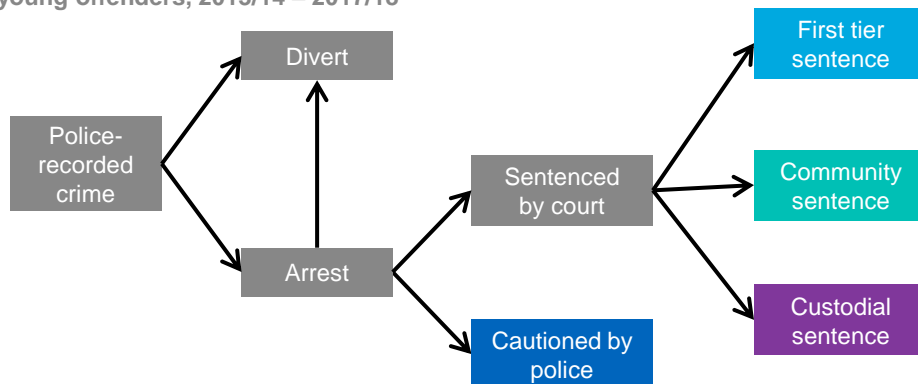 young offenders, 2013/14 – 2017/18
First tier
sentence
Divert
Police-
recorded
crime
Sentenced
by court
Community
sentence
Arrest
Custodial
sentence
Cautioned by
police